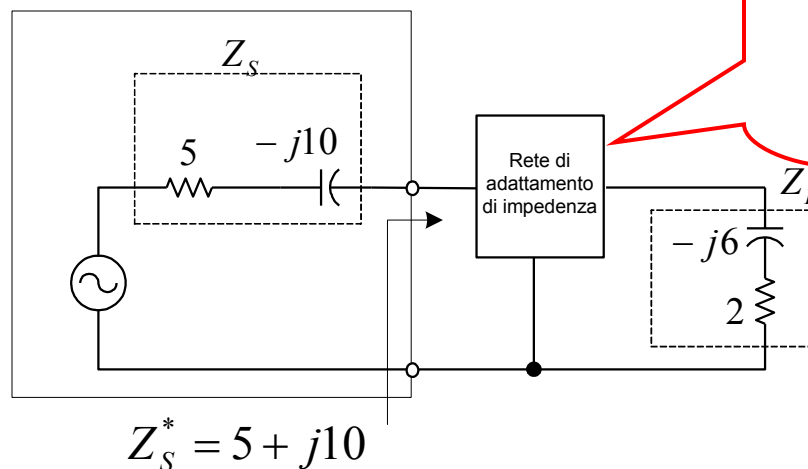 Z_S
5
− j10
Rete di
adattamento
di impedenza
Z
− j6
2
Z_S^* = 5 + j10